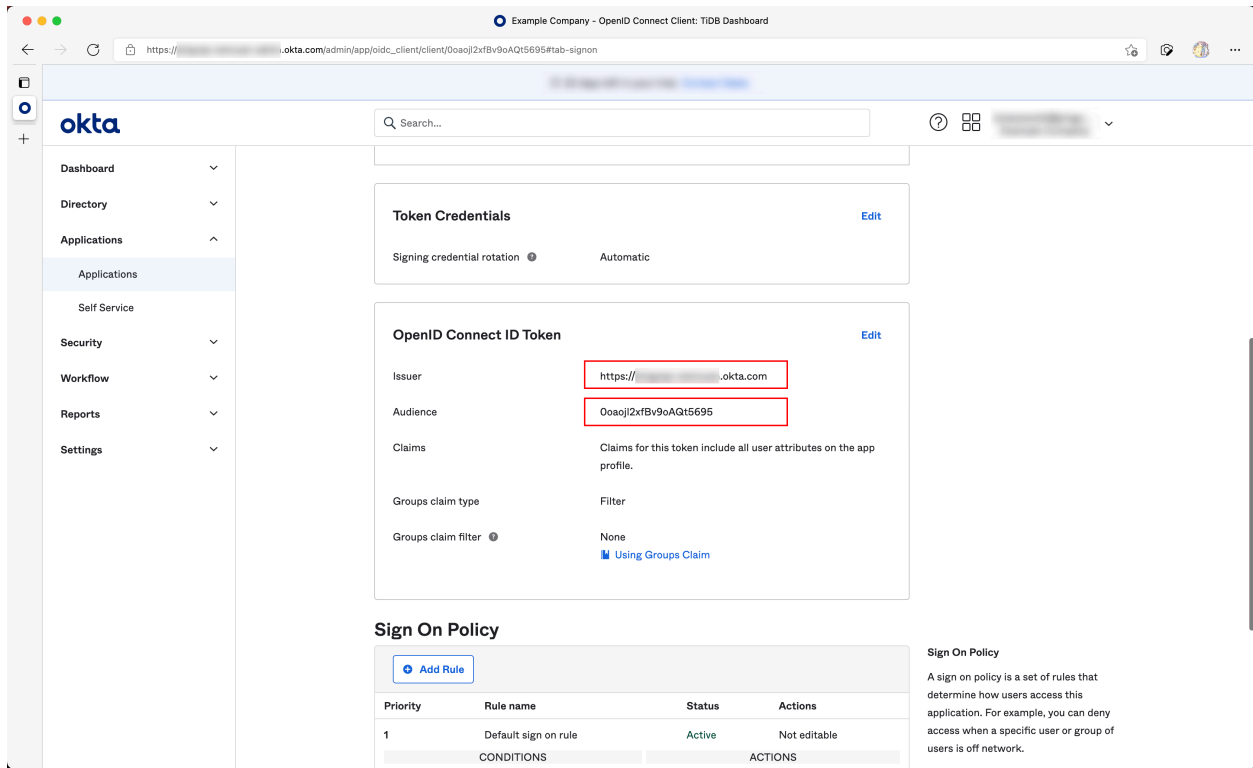 Example Company - OpenID Connect Client: TiDB Dashboard
https:// .okta.com/admin/app/oidc_client/client/0oaojl2xfBv9oAQt5695#tab-signon
okta
Search...
Dashboard
Directory
Applications
Applications
Self Service
Security
Workflow
Reports
Settings
Token Credentials
Edit
Signing credential rotation Automatic
OpenID Connect ID Token
Edit
Issuer https:// .okta.com
Audience 0oaojl2xfBv9oAQt5695
Claims Claims for this token include all user attributes on the app
profile.
Groups claim type Filter
Groups claim filter None
Using Groups Claim
Sign On Policy
Add Rule
Priority Rule name Status Actions
1 Default sign on rule Active Not editable
CONDITIONS ACTIONS
Sign On Policy
A sign on policy is a set of rules that
determine how users access this
application. For example, you can deny
access when a specific user or group of
users is off network.